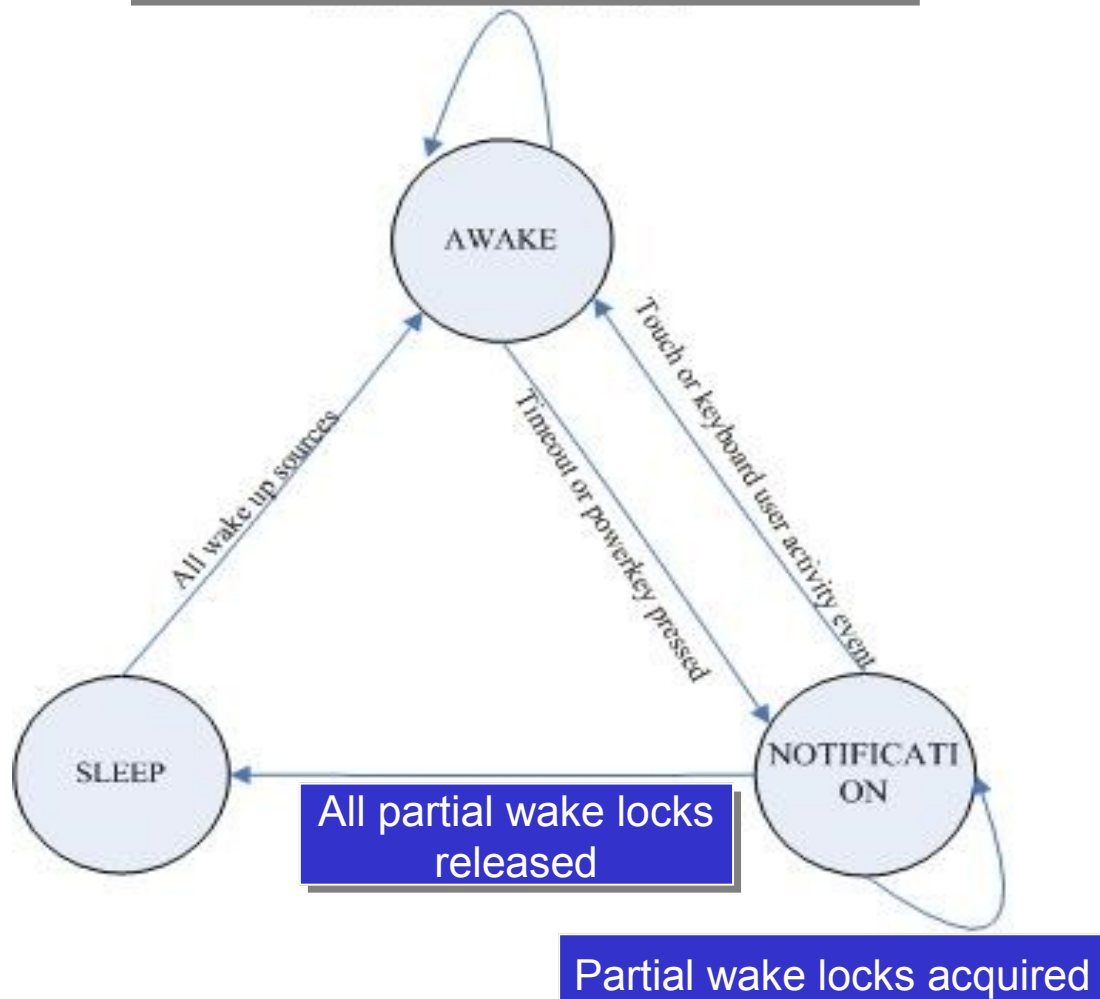 AWAKE
Touch or keyboard user activity event
Timeout or powerkey pressed
All wake up sources
SLEEP
NOTIFICATI
ON
All partial wake locks
released
Partial wake locks acquired